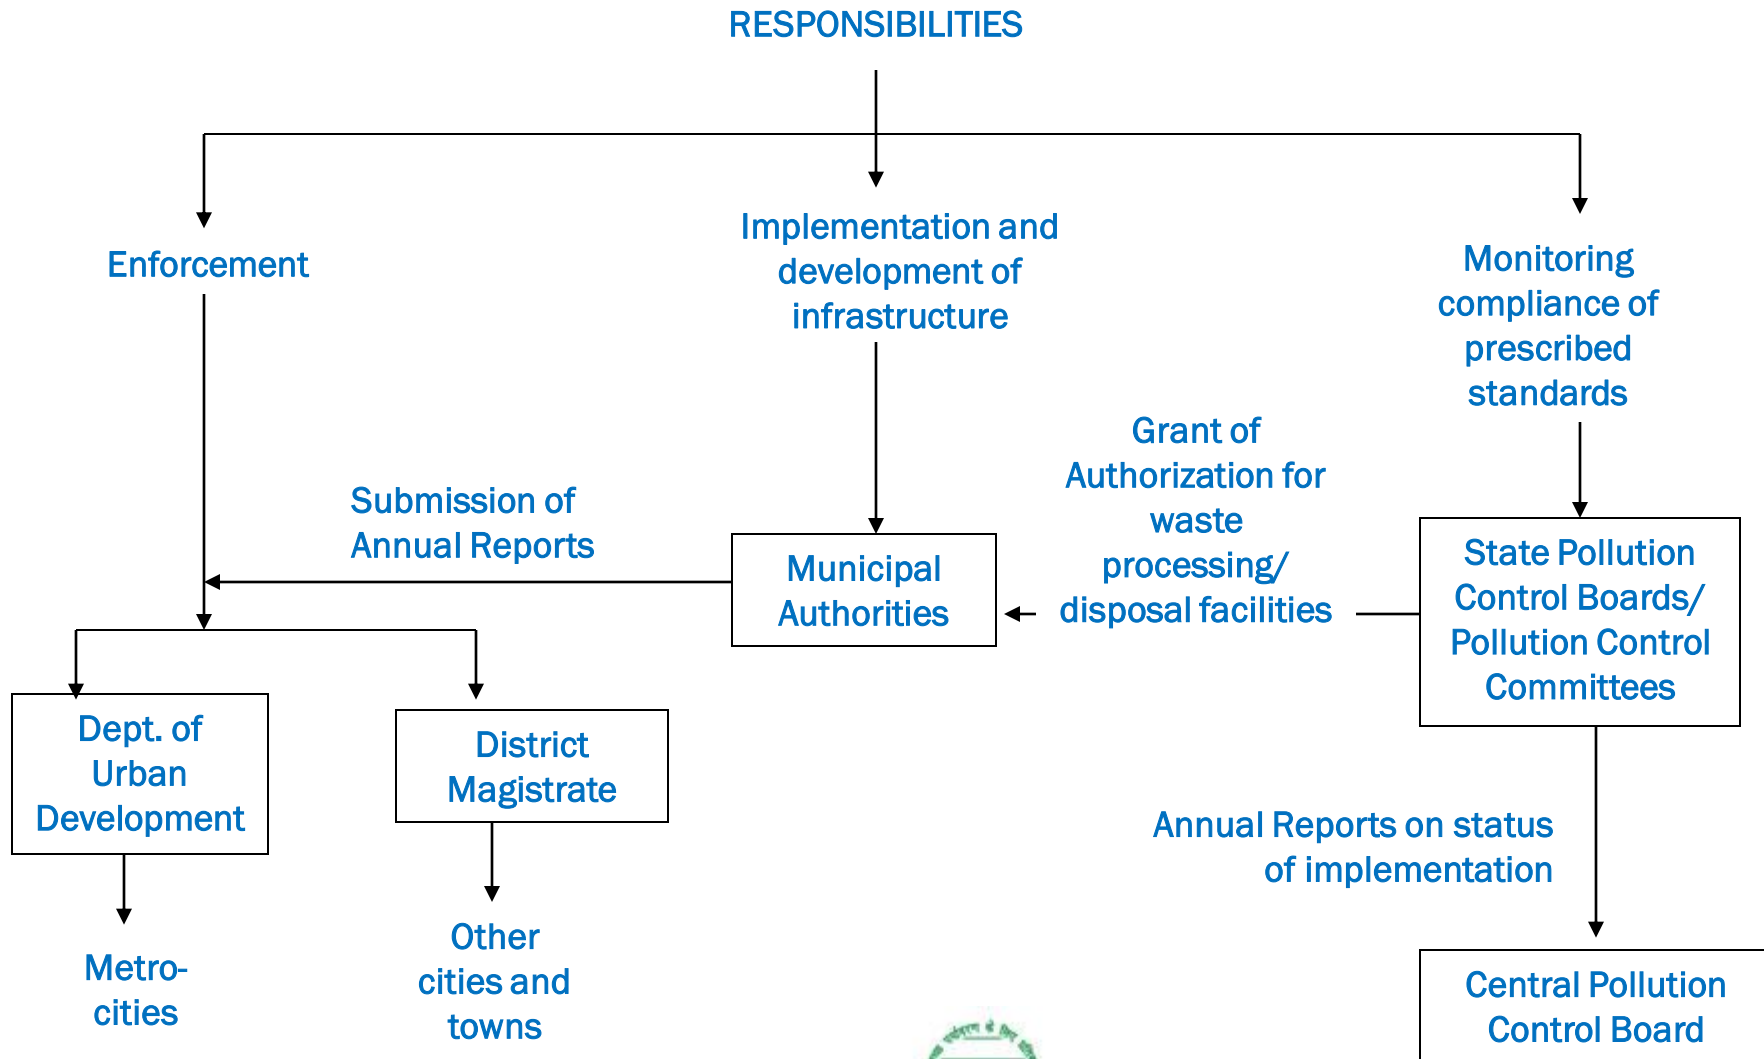 RESPONSIBILITIES
Enforcement
Implementation and
development of
infrastructure
Monitoring
compliance of
prescribed
standards
Submission of
Annual Reports
Municipal
Authorities
Grant of
Authorization for
waste
processing/
disposal facilities
State Pollution
Control Boards/
Pollution Control
Committees
Dept. of
Urban
Development
District
Magistrate
Annual Reports on status
of implementation
Metro-
cities
Other
cities and
towns
Central Pollution
Control Board
के लिए